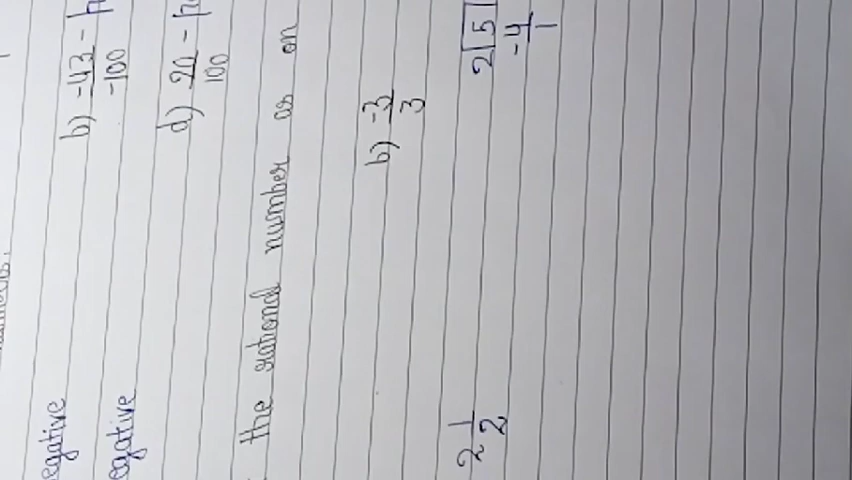 egative b) -43/-100 -
egative d) 20/100 -
the rational number as an
b) -3/3
2 1/2 2|5
-4
1